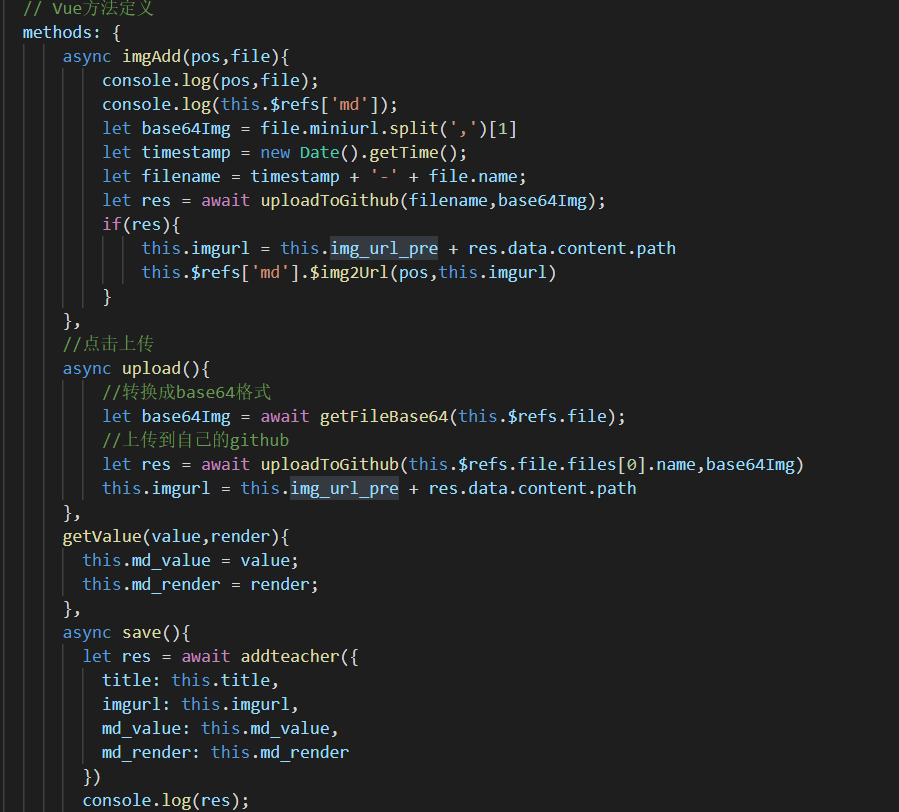 // Vue方法定义
methods: {
async imgAdd(pos,file){
console.log(pos,file);
console.log(this.$refs['md']);
let base64Img = file.miniurl.split(',')[1]
let timestamp = new Date().getTime();
let filename = timestamp + '-' + file.name;
let res = await uploadToGithub(filename,base64Img);
if(res){
this.imgurl = this.img_url_pre + res.data.content.path
this.$refs['md'].$img2Url(pos,this.imgurl)
}
},
//点击上传
async upload(){
//转换成base64格式
let base64Img = await getFileBase64(this.$refs.file);
//上传到自己的github
let res = await uploadToGithub(this.$refs.file.files[0].name,base64Img)
this.imgurl = this.img_url_pre + res.data.content.path
},
getValue(value,render){
this.md_value = value;
this.md_render = render;
},
async save(){
let res = await addteacher({
title: this.title,
imgurl: this.imgurl,
md_value: this.md_value,
md_render: this.md_render
})
console.log(res);